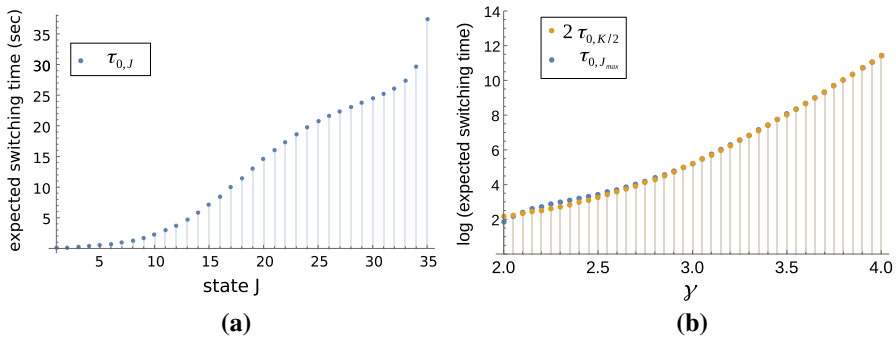 expected switching time (sec)
35
30
25
20
15
10
5
τ0,J
5 10 15 20 25 30 35
state J
(a)
log (expected switching time)
14
12
10
8
6
4
2
2 τ0,K/2
τ0,Jmax
2.0 2.5 3.0 3.5 4.0
γ
(b)